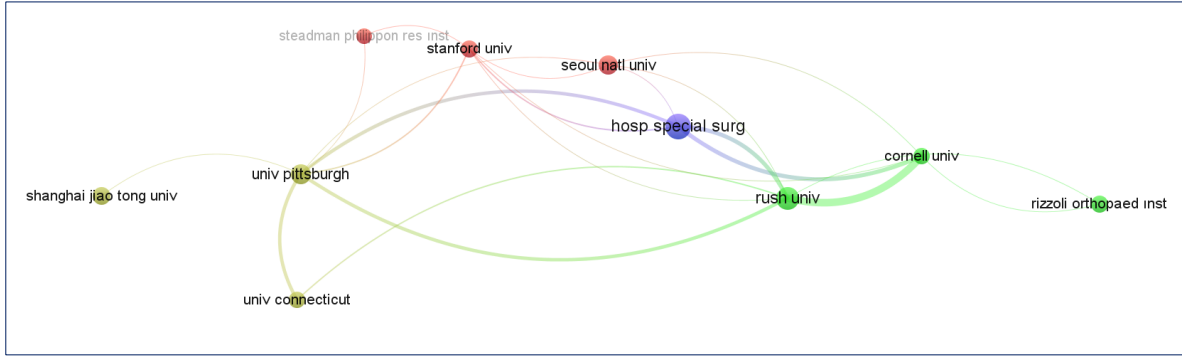 steadman philippon res inst
stanford univ
seoul natl univ
hosp special surg
cornell univ
univ pittsburgh
shanghai jiao tong univ
rush univ
rizzoli orthopaed ınst
univ connecticut